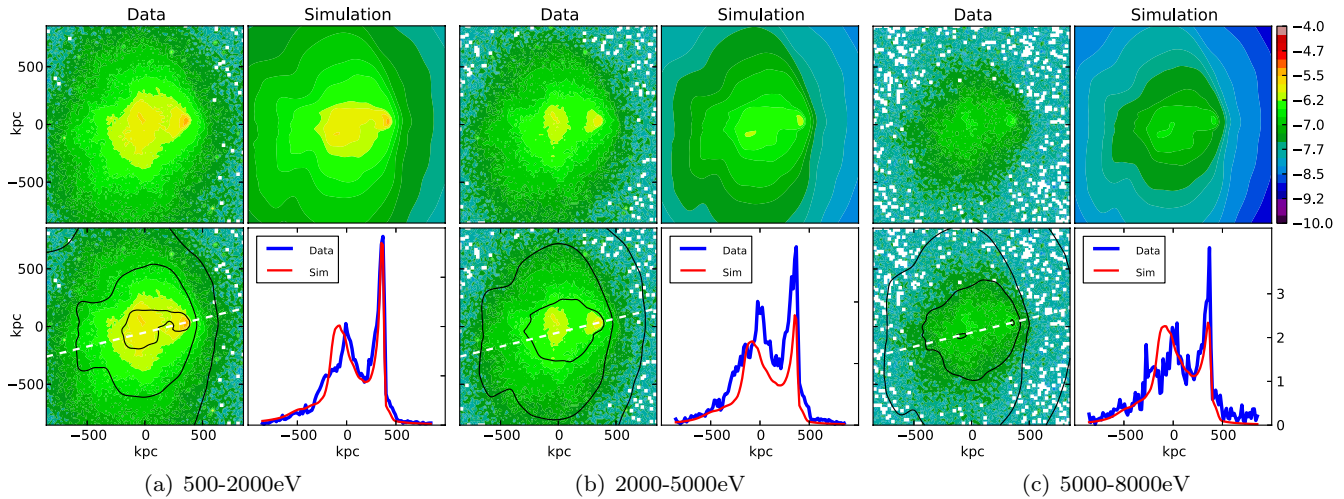 Data Simulation Data Simulation Data Simulation
kpc
500
0
−500
−4.0
−4.7
−5.5
−6.2
−7.0
−7.7
−8.5
−9.2
−10.0
kpc
500
0
−500
Data
Sim
Data
Sim
Data
Sim
3
2
1
0
−500 0 500 −500 0 500 −500 0 500 −500 0 500 −500 0 500 −500 0 500
kpc kpc kpc kpc kpc kpc
(a) 500-2000eV (b) 2000-5000eV (c) 5000-8000eV